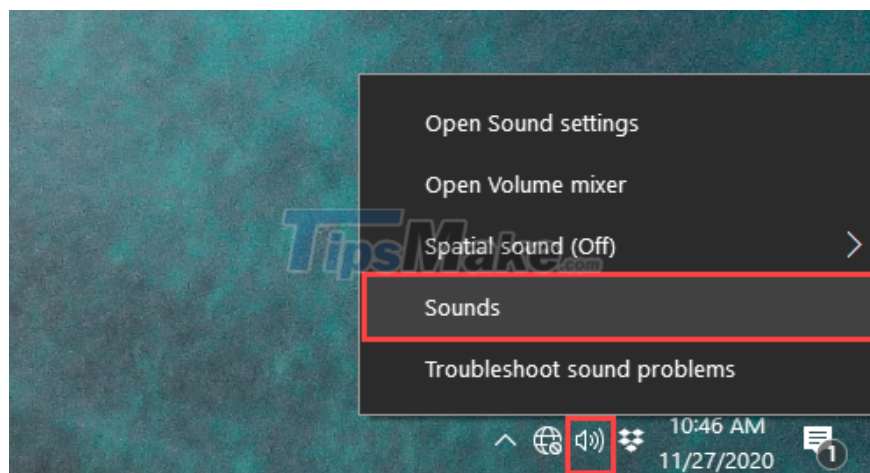 Open Sound settings
Open Volume mixer
Spatial sound (Off)
TipsMake.com
Sounds
Troubleshoot sound problems
10:46 AM
11/27/2020
1